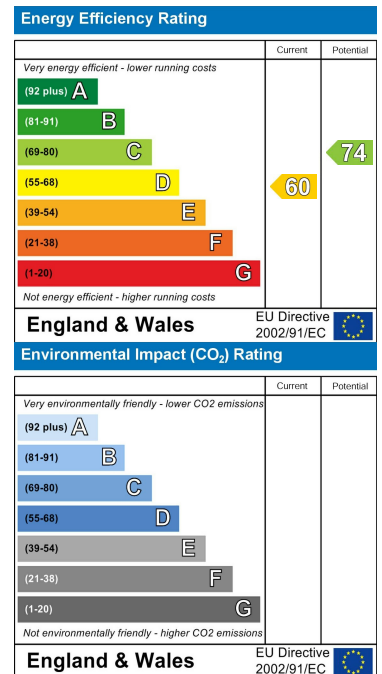 Energy Efficiency Rating
Current Potential
Very energy efficient - lower running costs
(92 plus) A
(81-91) B
(69-80) C
74
(55-68) D
60
(39-54) E
(21-38) F
(1-20) G
Not energy efficient - higher running costs
England & Wales
EU Directive
2002/91/EC
Environmental Impact (CO₂) Rating
Current Potential
Very environmentally friendly - lower CO2 emissions
(92 plus) A
(81-91) B
(69-80) C
(55-68) D
(39-54) E
(21-38) F
(1-20) G
Not environmentally friendly - higher CO2 emissions
England & Wales
EU Directive
2002/91/EC